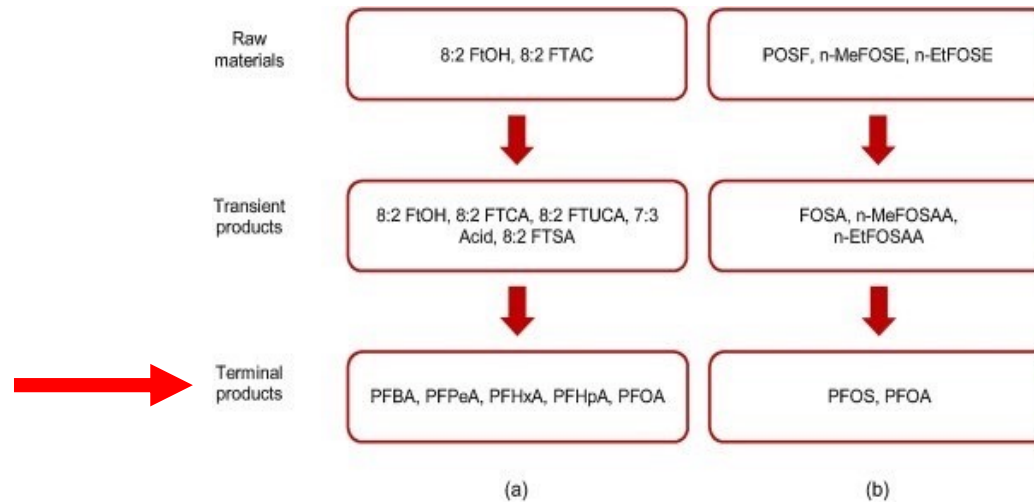 Raw
materials
8:2 FtOH, 8:2 FTAC
POSF, n-MeFOSE, n-EtFOSE
Transient
products
8:2 FtOH, 8:2 FTCA, 8:2 FTUCA, 7:3
Acid, 8:2 FTSA
FOSA, n-MeFOSAA,
n-EtFOSAA
Terminal
products
PFBA, PFPeA, PFHxA, PFHpA, PFOA
PFOS, PFOA
(a)
(b)